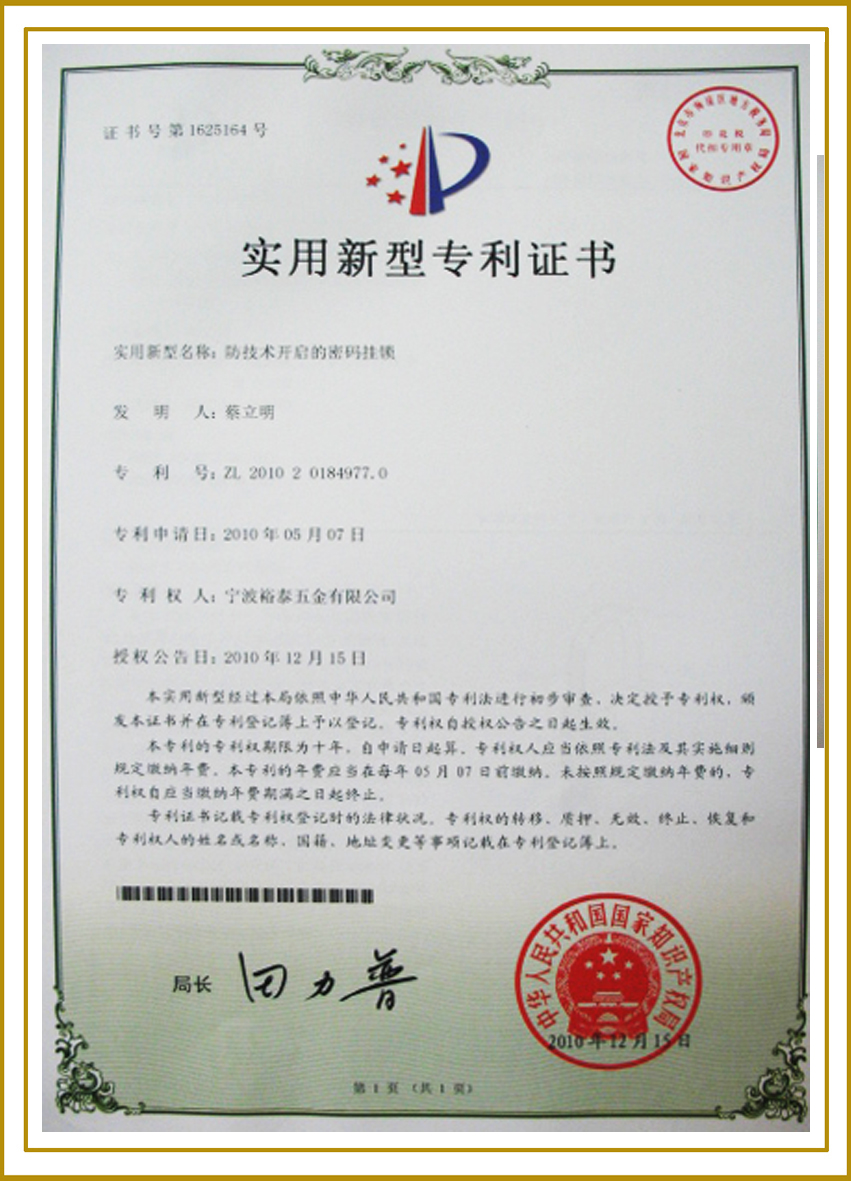 证书号第1625164号
印花税
代扣专用章
国家知识产权局
实用新型专利证书
实用新型名称：防技术开启的密码挂锁
发明人：蔡立明
专利号：ZL 2010 2 0184977.0
专利申请日：2010年05月07日
专利权人：宁波裕泰五金有限公司
授权公告日：2010年12月15日
本实用新型经过本局依照中华人民共和国专利法进行初步审查，决定授予专利权，颁
发本证书并在专利登记簿上予以登记。专利权自授权公告之日起生效。
本专利的专利权期限为十年，自申请日起算。专利权人应当依照专利法及其实施细则
规定缴纳年费。本专利的年费应当在每年05月07日前缴纳。未按照规定缴纳年费的，专
利权自应当缴纳年费期满之日起终止。
专利证书记载专利权登记时的法律状况。专利权的转移、质押、无效、终止、恢复和
专利权人的姓名或名称、国籍、地址变更等事项记载在专利登记簿上。
局长 田力普
中华人民共和国国家知识产权局
2010年12月15日
第1页（共1页）